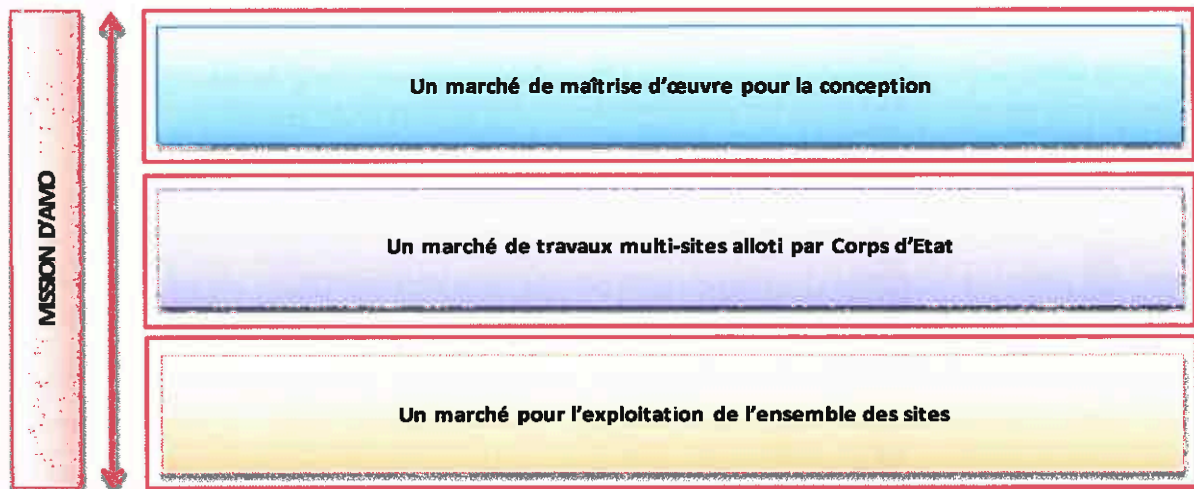 MISSION D'AMO
Un marché de maîtrise d'œuvre pour la conception
Un marché de travaux multi-sites alloti par Corps d'Etat
Un marché pour l'exploitation de l'ensemble des sites